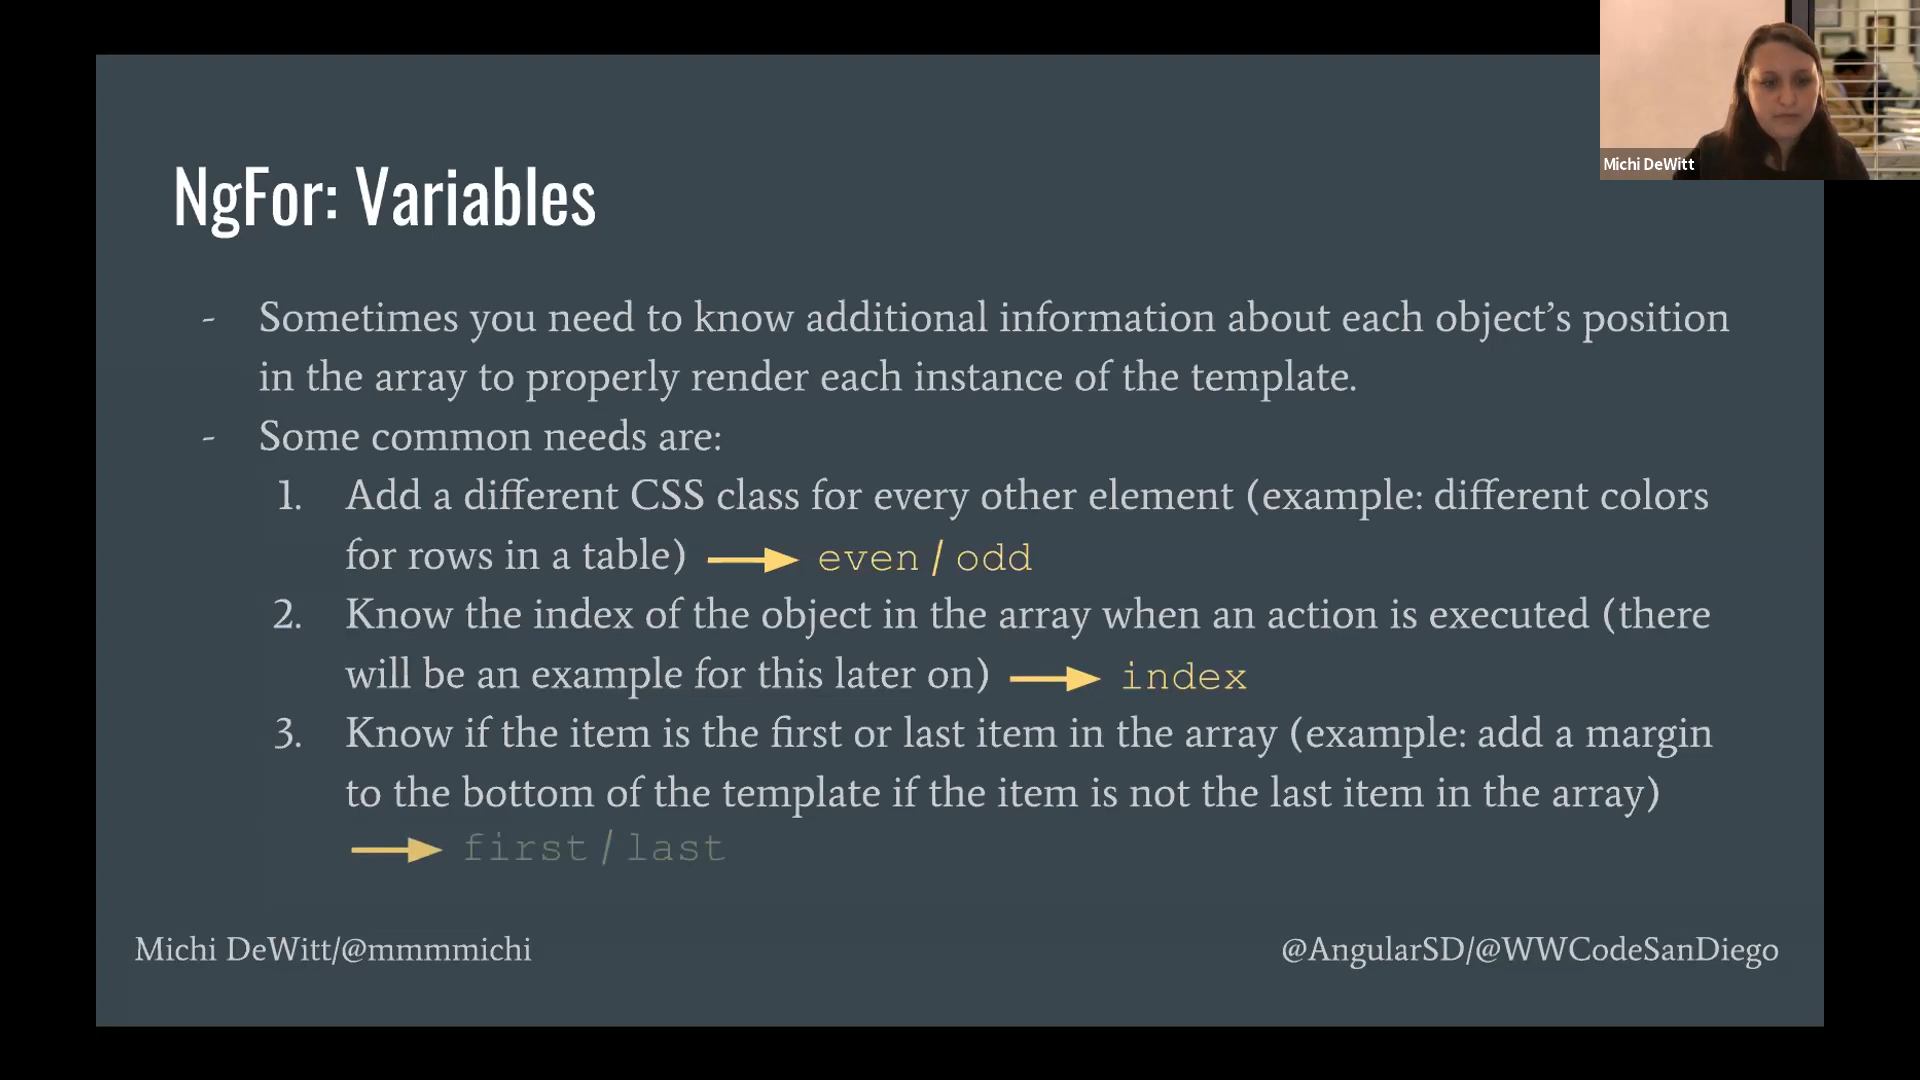 Michi DeWitt
NgFor: Variables
- Sometimes you need to know additional information about each object’s position
in the array to properly render each instance of the template.
- Some common needs are:
1. Add a different CSS class for every other element (example: different colors
for rows in a table) → even / odd
2. Know the index of the object in the array when an action is executed (there
will be an example for this later on) → index
3. Know if the item is the first or last item in the array (example: add a margin
to the bottom of the template if the item is not the last item in the array)
→ first / last
Michi DeWitt/@mmmmichi
@AngularSD/@WWCodeSanDiego